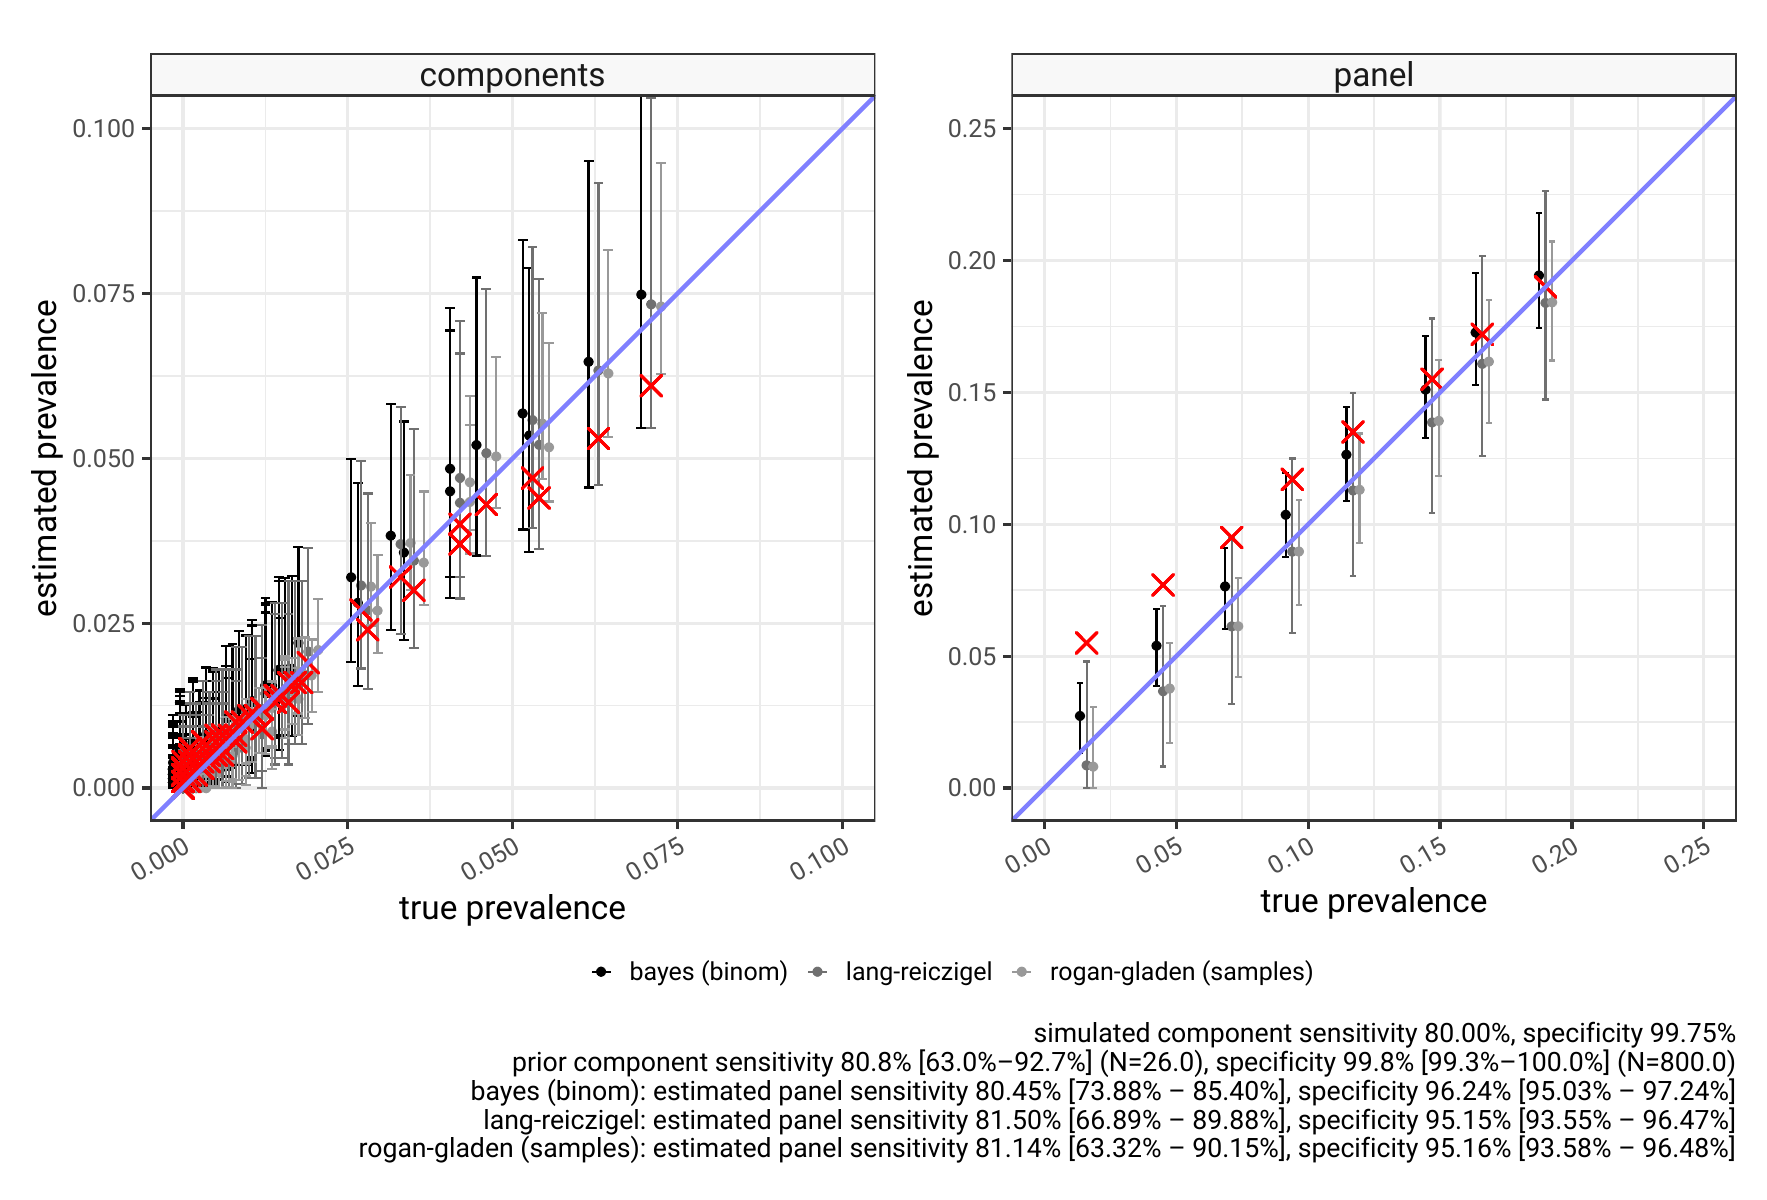 components
panel
estimated prevalence
0.100
0.075
0.050
0.025
0.000
0.000
0.025
0.050
0.075
0.100
true prevalence
estimated prevalence
0.25
0.20
0.15
0.10
0.05
0.00
0.00
0.05
0.10
0.15
0.20
0.25
true prevalence
bayes (binom)
lang-reiczigel
rogan-gladen (samples)
simulated component sensitivity 80.00%, specificity 99.75%
prior component sensitivity 80.8% [63.0%–92.7%] (N=26.0), specificity 99.8% [99.3%–100.0%] (N=800.0)
bayes (binom): estimated panel sensitivity 80.45% [73.88% – 85.40%], specificity 96.24% [95.03% – 97.24%]
lang-reiczigel: estimated panel sensitivity 81.50% [66.89% – 89.88%], specificity 95.15% [93.55% – 96.47%]
rogan-gladen (samples): estimated panel sensitivity 81.14% [63.32% – 90.15%], specificity 95.16% [93.58% – 96.48%]